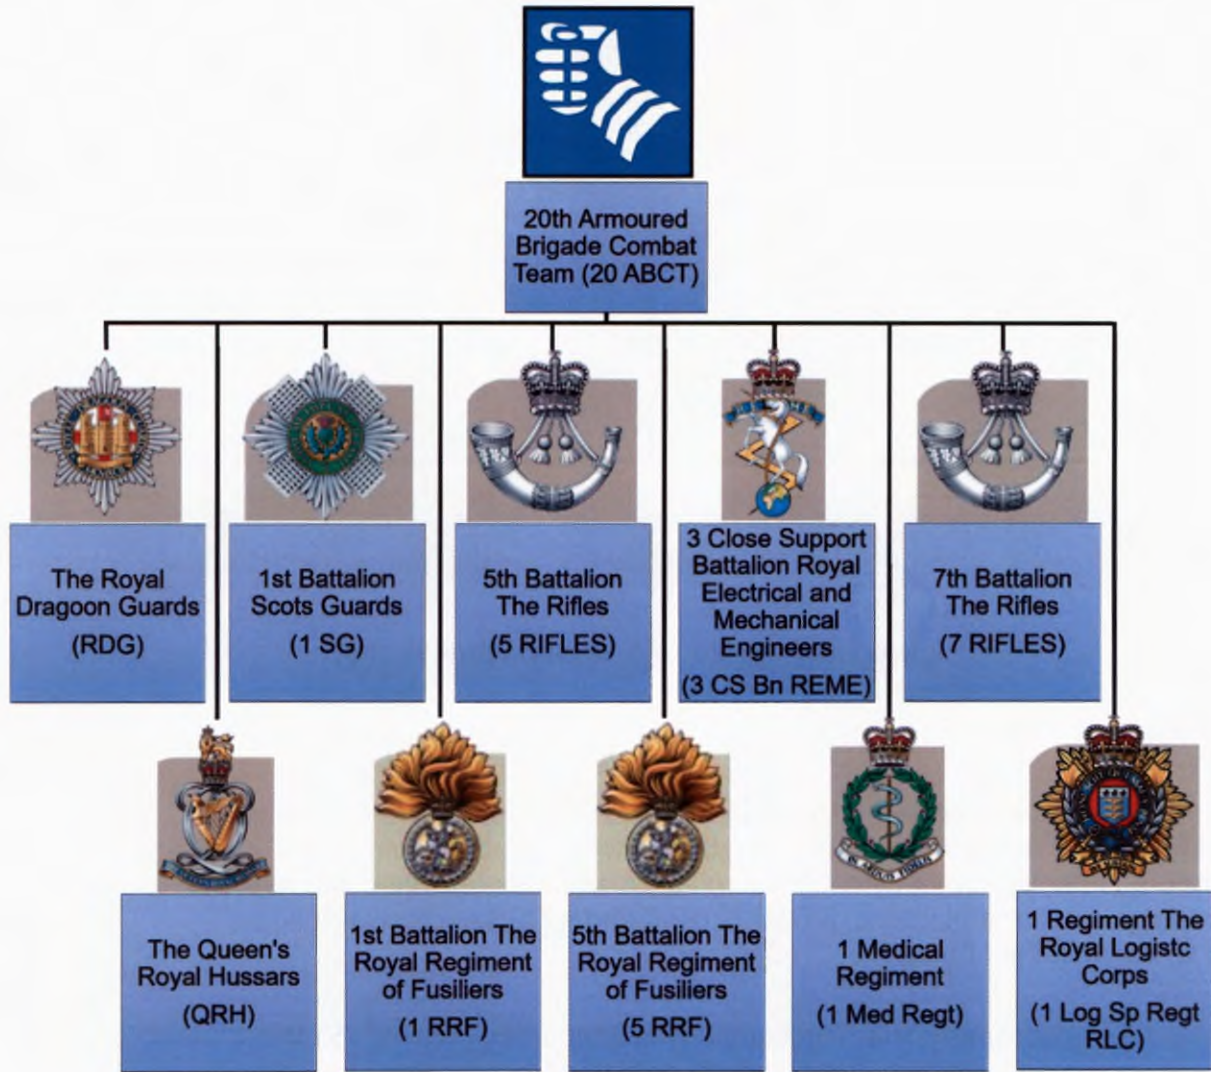 20th Armoured
Brigade Combat
Team (20 ABCT)
The Royal
Dragoon Guards
(RDG)
1st Battalion
Scots Guards
(1 SG)
5th Battalion
The Rifles
(5 RIFLES)
3 Close Support
Battalion Royal
Electrical and
Mechanical
Engineers
(3 CS Bn REME)
7th Battalion
The Rifles
(7 RIFLES)
The Queen's
Royal Hussars
(QRH)
1st Battalion The
Royal Regiment
of Fusiliers
(1 RRF)
5th Battalion The
Royal Regiment
of Fusiliers
(5 RRF)
1 Medical
Regiment
(1 Med Regt)
1 Regiment The
Royal Logistc
Corps
(1 Log Sp Regt
RLC)